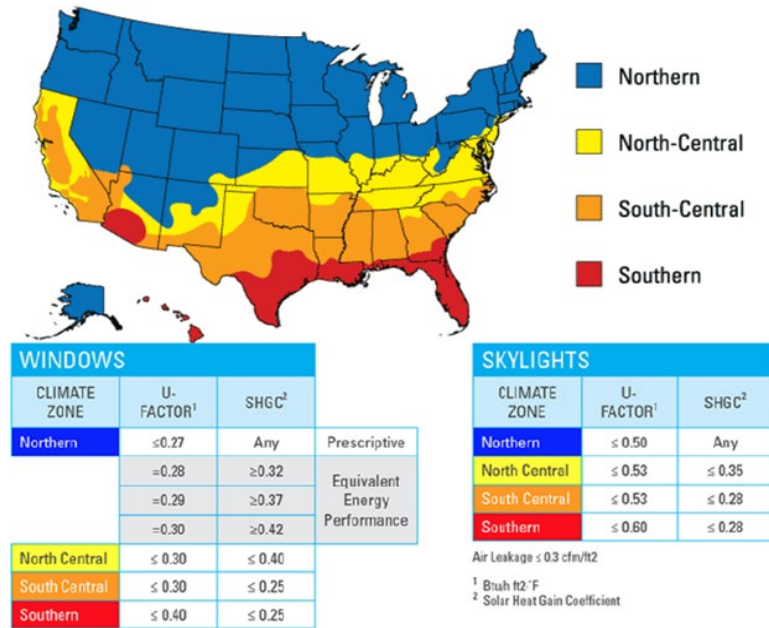 Northern
North-Central
South-Central
Southern
WINDOWS
CLIMATE ZONE U-FACTOR¹ SHGC²
Northern ≤0.27 Any Prescriptive
=0.28 ≥0.32
=0.29 ≥0.37 Equivalent Energy Performance
=0.30 ≥0.42
North Central ≤ 0.30 ≤ 0.40
South Central ≤ 0.30 ≤ 0.25
Southern ≤ 0.40 ≤ 0.25
SKYLIGHTS
CLIMATE ZONE U-FACTOR¹ SHGC²
Northern ≤ 0.50 Any
North Central ≤ 0.53 ≤ 0.35
South Central ≤ 0.53 ≤ 0.28
Southern ≤ 0.60 ≤ 0.28
Air Leakage ≤ 0.3 cfm/ft2
¹ Btuh ft2·°F
² Solar Heat Gain Coefficient